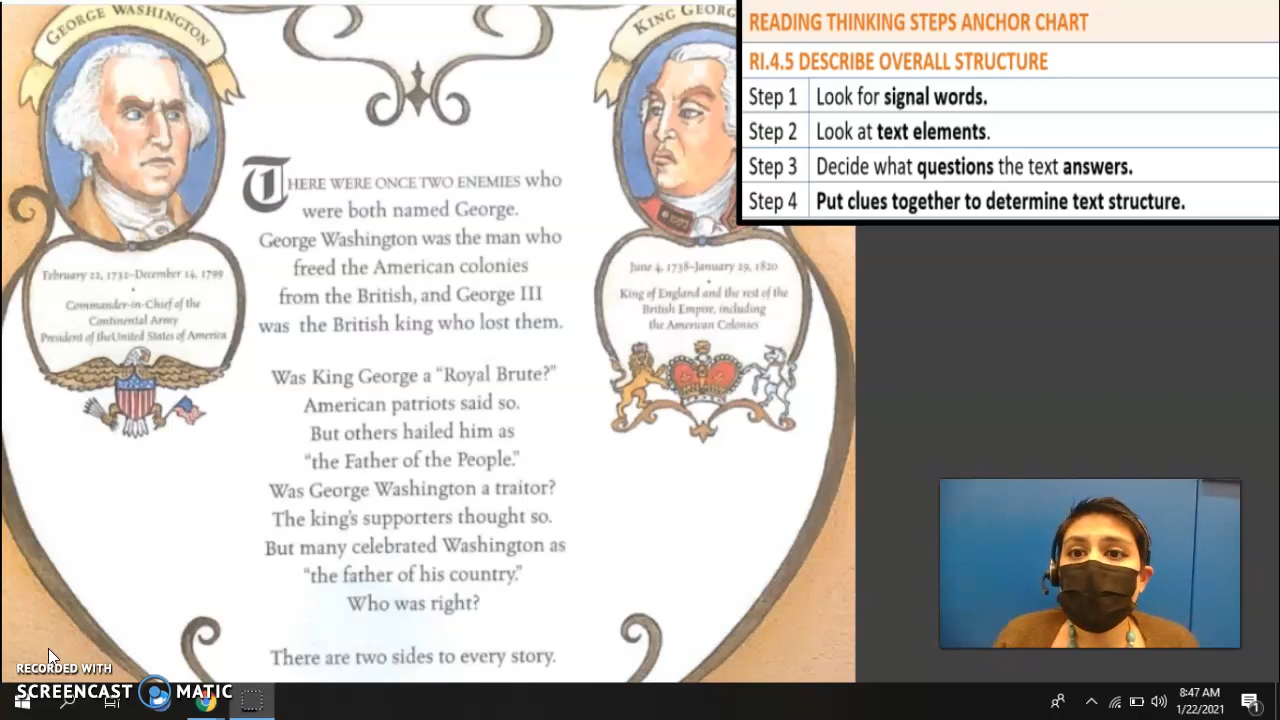 GEORGE WASHINGTON
February 22, 1732–December 14, 1799
Commander-in-Chief of the
Continental Army
President of the United States of America
THERE WERE ONCE TWO ENEMIES who
were both named George.
George Washington was the man who
freed the American colonies
from the British, and George III
was the British king who lost them.
Was King George a “Royal Brute?”
American patriots said so.
But others hailed him as
“the Father of the People.”
Was George Washington a traitor?
The king's supporters thought so.
But many celebrated Washington as
“the father of his country.”
Who was right?
There are two sides to every story.
KING GEORG
June 4, 1738–January 29, 1820
King of England and the rest of the
British Empire, including
the American Colonies
READING THINKING STEPS ANCHOR CHART
RI.4.5 DESCRIBE OVERALL STRUCTURE
Step 1 Look for signal words.
Step 2 Look at text elements.
Step 3 Decide what questions the text answers.
Step 4 Put clues together to determine text structure.
RECORDED WITH
SCREENCAST MATIC
8:47 AM
1/22/2021
1